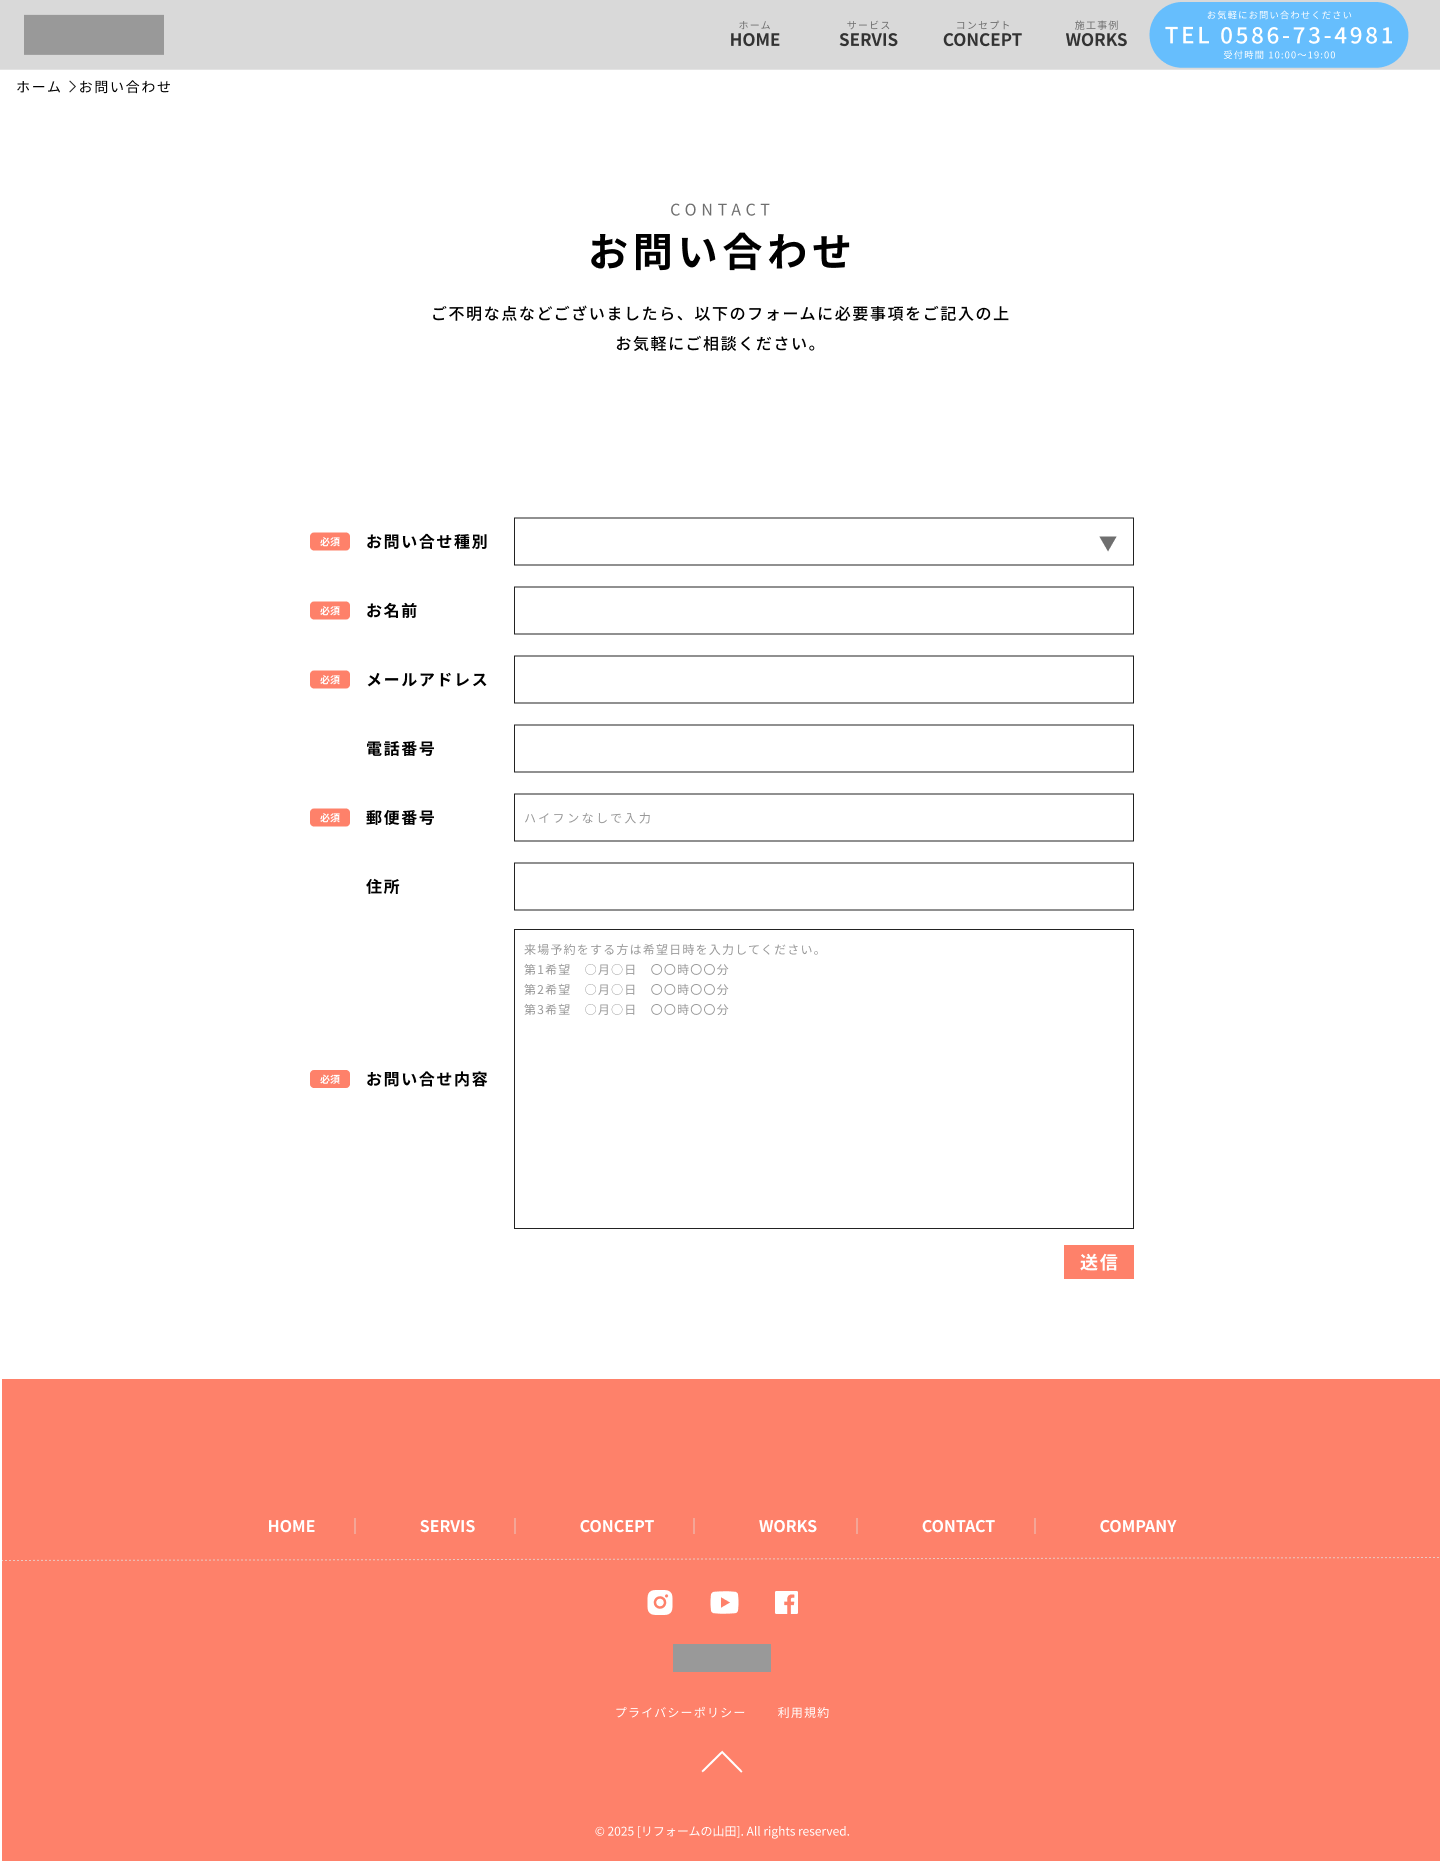 ホーム
HOME
サービス
SERVIS
コンセプト
CONCEPT
施工事例
WORKS
お気軽にお問い合わせください
TEL 0586-73-4981
受付時間 10:00〜19:00
ホーム >お問い合わせ
CONTACT
お問い合わせ
ご不明な点などございましたら、以下のフォームに必要事項をご記入の上
お気軽にご相談ください。
必須 お問い合せ種別 ▼
必須 お名前
必須 メールアドレス
電話番号
必須 郵便番号 ハイフンなしで入力
住所
来場予約をする方は希望日時を入力してください。
第1希望　〇月〇日　〇〇時〇〇分
第2希望　〇月〇日　〇〇時〇〇分
第3希望　〇月〇日　〇〇時〇〇分
必須 お問い合せ内容
送信
HOME | SERVIS | CONCEPT | WORKS | CONTACT | COMPANY
プライバシーポリシー 利用規約
© 2025 [リフォームの山田]. All rights reserved.